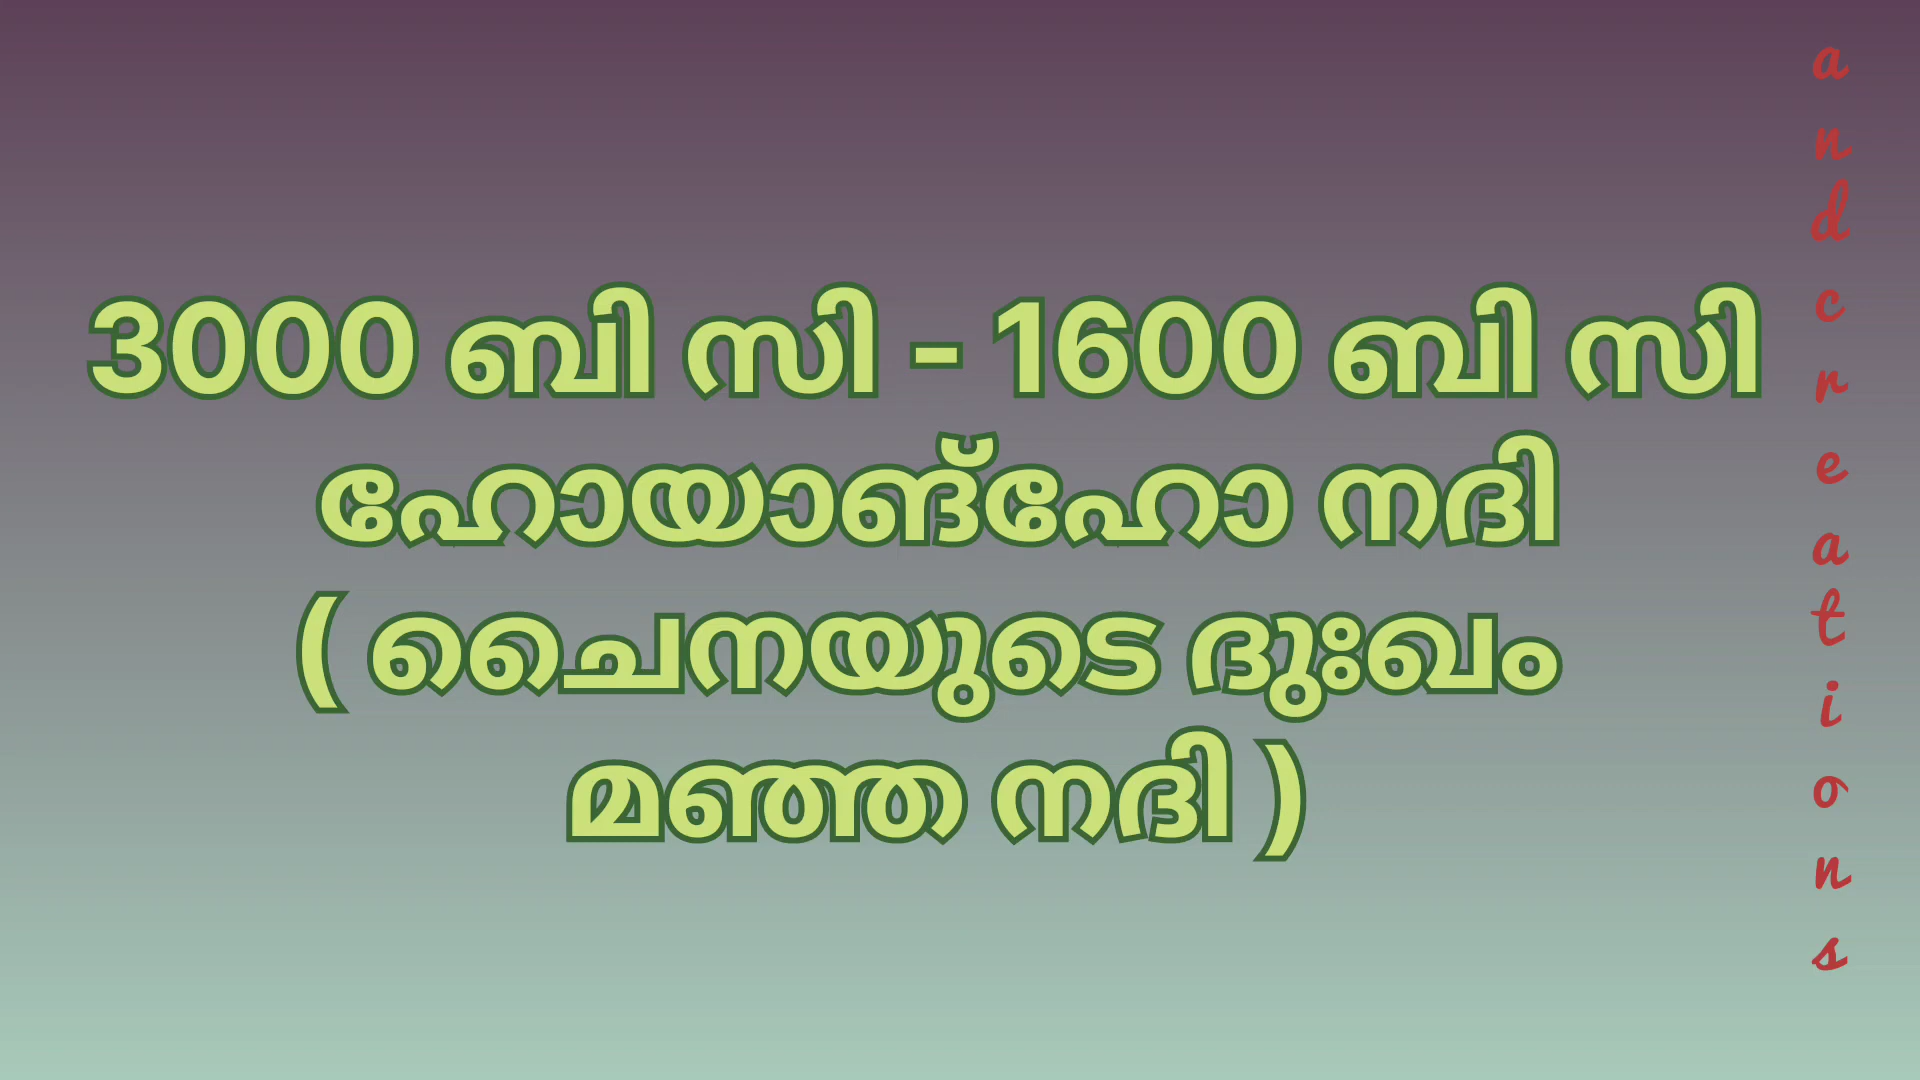 3000 ബി സി - 1600 ബി സി
ഹോയാങ്ഹോ നദി
( ചൈനയുടെ ദുഃഖം
മഞ്ഞ നദി )
andcreations